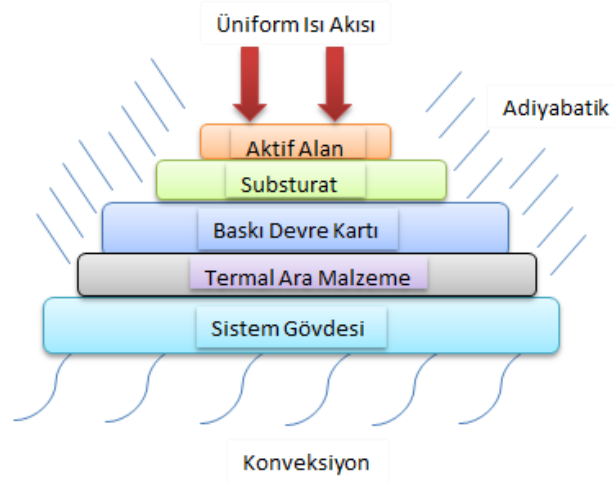 Üniform Isı Akısı
Adiyabatik
Aktif Alan
Substurat
Baskı Devre Kartı
Termal Ara Malzeme
Sistem Gövdesi
Konveksiyon